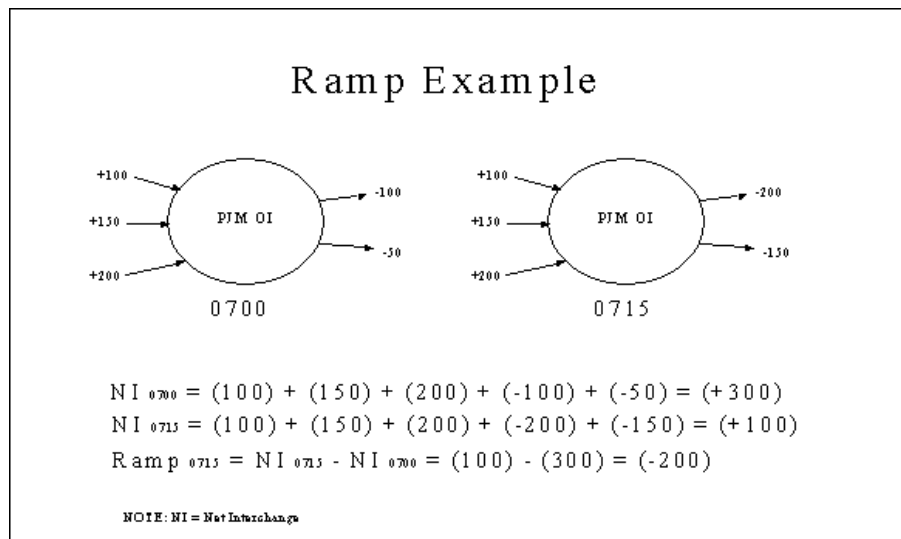 Ramp Example
+100
+150
+200
PJM OI
-100
-50
0700
+100
+150
+200
PJM OI
-200
-150
0715
NI 0700 = (100) + (150) + (200) + (-100) + (-50) = (+300)
NI 0715 = (100) + (150) + (200) + (-200) + (-150) = (+100)
Ramp 0715 = NI 0715 - NI 0700 = (100) - (300) = (-200)
NOTE: NI = Net Interchange